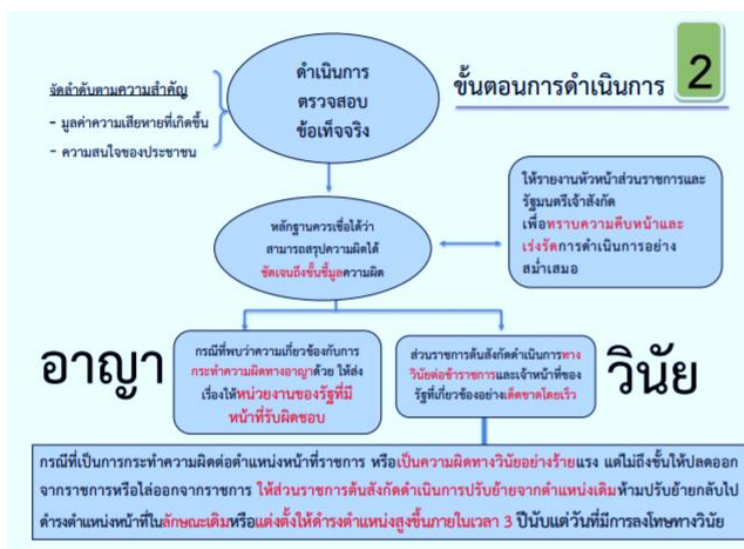 ขั้นตอนการดำเนินการ
2
ดำเนินการ
ตรวจสอบ
ข้อเท็จจริง
จัดลำดับตามความสำคัญ
- มูลค่าความเสียหายที่เกิดขึ้น
- ความสนใจของประชาชน
หลักฐานควรเชื่อได้ว่า
สามารถสรุปความผิดได้
ชัดเจนถึงขั้นชี้มูลความผิด
ให้รายงานหัวหน้าส่วนราชการและ
รัฐมนตรีเจ้าสังกัด
เพื่อทราบความคืบหน้าและ
เร่งรัดการดำเนินการอย่าง
สม่ำเสมอ
อาญา
กรณีที่พบว่าความเกี่ยวข้องกับการ
กระทำความผิดทางอาญาด้วย ให้ส่ง
เรื่องให้หน่วยงานของรัฐที่มี
หน้าที่รับผิดชอบ
ส่วนราชการต้นสังกัดดำเนินการทาง
วินัยต่อข้าราชการและเจ้าหน้าที่ของ
รัฐที่เกี่ยวข้องอย่างเด็ดขาดโดยเร็ว
วินัย
กรณีที่เป็นการกระทำความผิดต่อตำแหน่งหน้าที่ราชการ หรือเป็นความผิดทางวินัยอย่างร้ายแรง แต่ไม่ถึงขั้นให้ปลดออก
จากราชการหรือไล่ออกจากราชการ ให้ส่วนราชการต้นสังกัดดำเนินการปรับย้ายจากตำแหน่งเดิมห้ามปรับย้ายกลับไป
ดำรงตำแหน่งหน้าที่ในลักษณะเดิมหรือแต่งตั้งให้ดำรงตำแหน่งสูงขึ้นภายในเวลา 3 ปีนับแต่วันที่มีการลงโทษทางวินัย